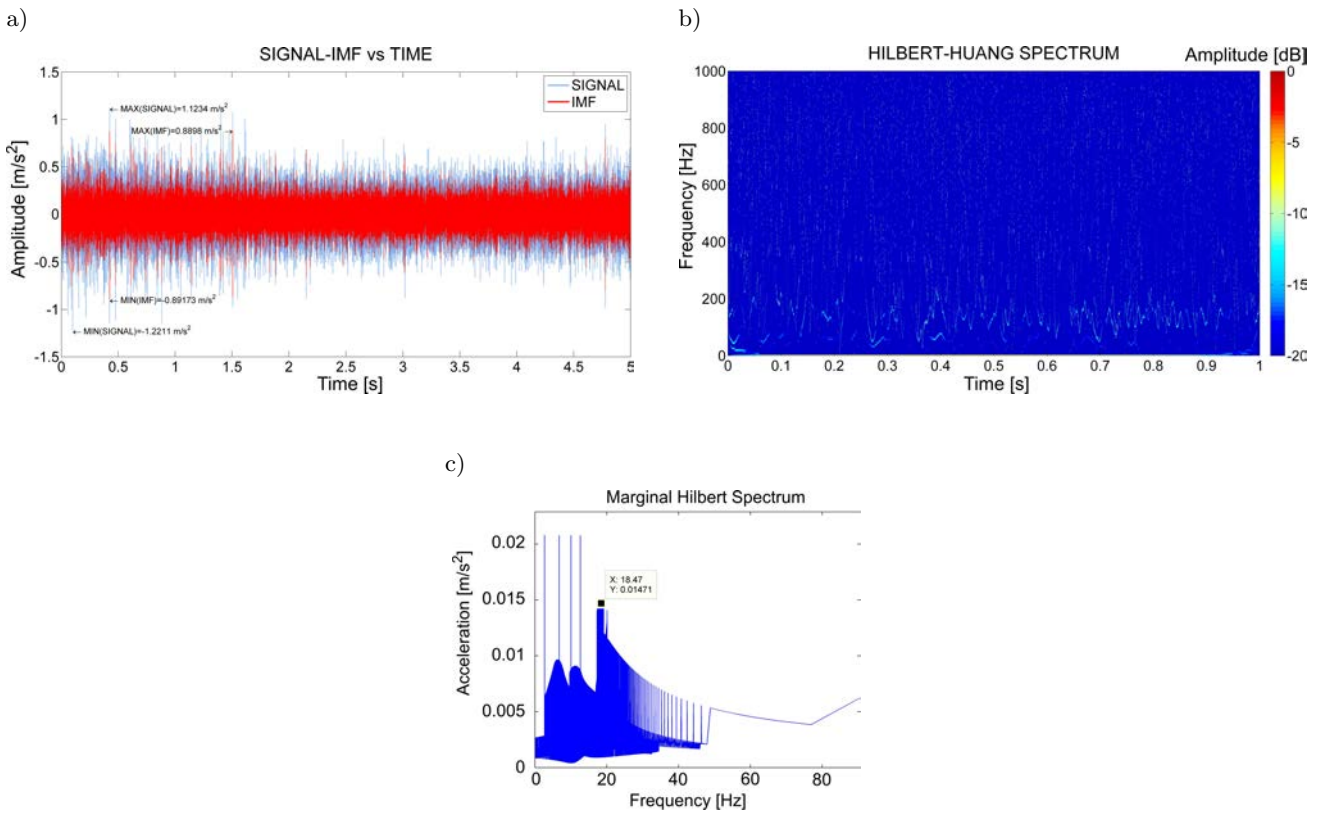 a)
SIGNAL-IMF vs TIME
SIGNAL
IMF
← MAX(SIGNAL)=1.1234 m/s²
MAX(IMF)=0.8898 m/s² →
MIN(IMF)=-0.89173 m/s²
← MIN(SIGNAL)=-1.2211 m/s²
Amplitude [m/s²]
1.5
1
0.5
0
-0.5
-1
-1.5
0 0.5 1 1.5 2 2.5 3 3.5 4 4.5 5
Time [s]
b)
HILBERT-HUANG SPECTRUM
Amplitude [dB]
Frequency [Hz]
1000
800
600
400
200
0
0 0.1 0.2 0.3 0.4 0.5 0.6 0.7 0.8 0.9 1
Time [s]
0
-5
-10
-15
-20
c)
Marginal Hilbert Spectrum
Acceleration [m/s²]
0.02
0.015
0.01
0.005
0
X: 18.47
Y: 0.01471
0 20 40 60 80
Frequency [Hz]